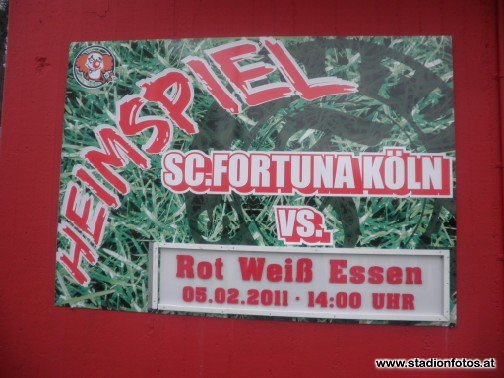 HEIMSPIEL
SC.FORTUNA KÖLN
VS.
Rot Weiß Essen
05.02.2011 · 14:00 UHR
www.stadionfotos.at